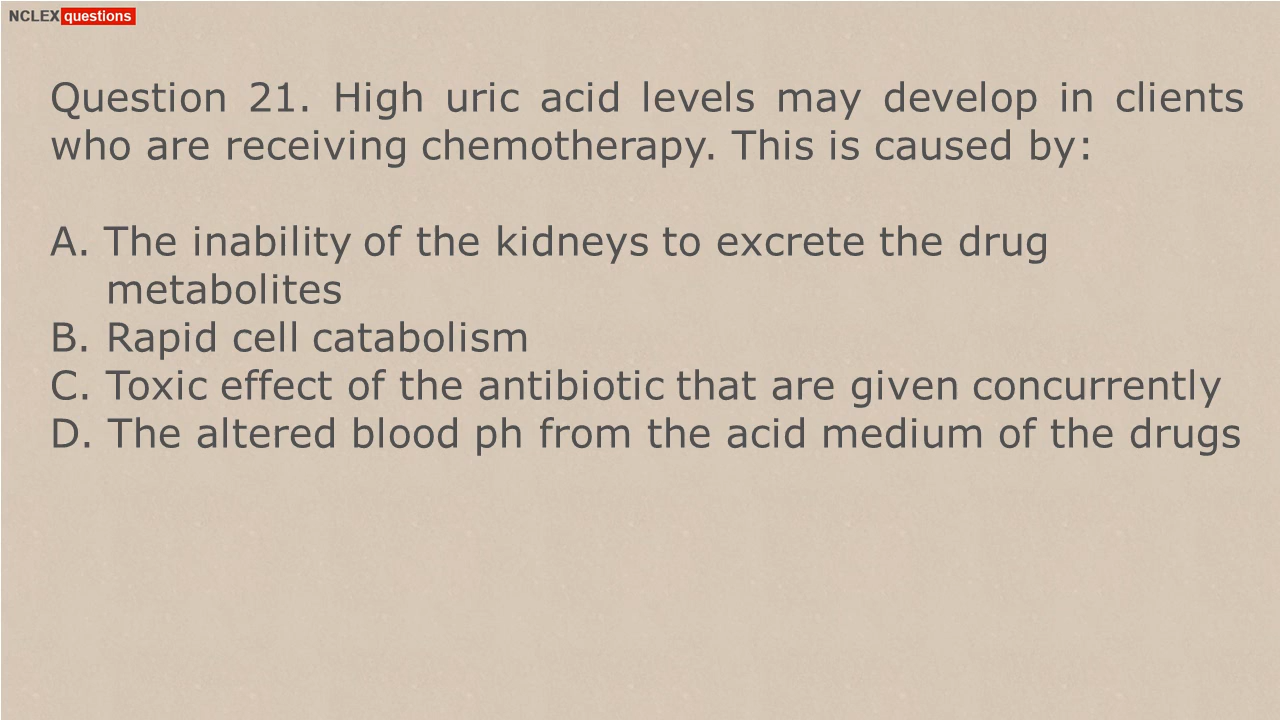 NCLEX questions
Question 21. High uric acid levels may develop in clients
who are receiving chemotherapy. This is caused by:
A. The inability of the kidneys to excrete the drug
metabolites
B. Rapid cell catabolism
C. Toxic effect of the antibiotic that are given concurrently
D. The altered blood ph from the acid medium of the drugs